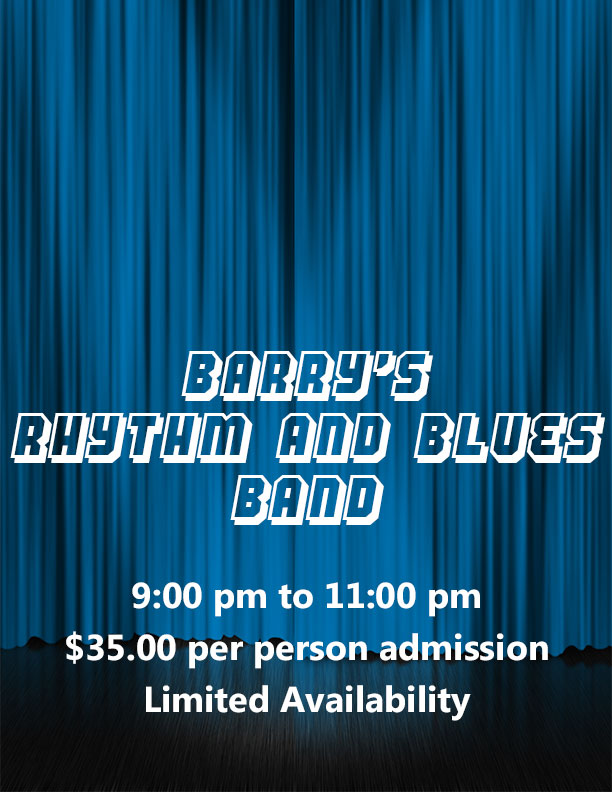 BARRY'S
RHYTHM AND BLUES
BAND
9:00 pm to 11:00 pm
$35.00 per person admission
Limited Availability